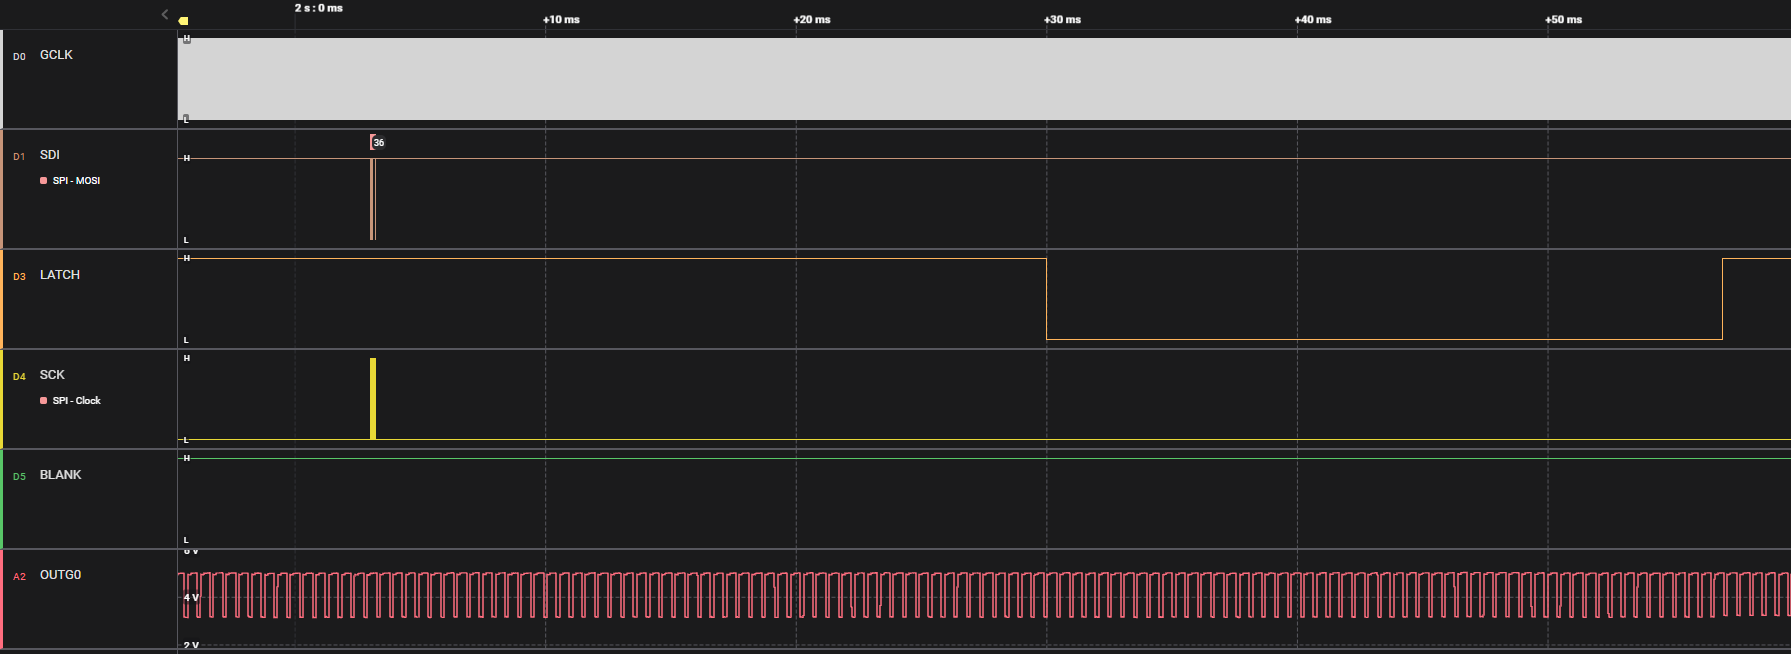 2 s : 0 ms
+10 ms +20 ms +30 ms +40 ms +50 ms
D0 GCLK H
L
36
D1 SDI H
SPI - MOSI
L
D3 LATCH H
L
D4 SCK H
SPI - Clock
L
D5 BLANK H
L
6 V
A2 OUTG0
4 V
2 V